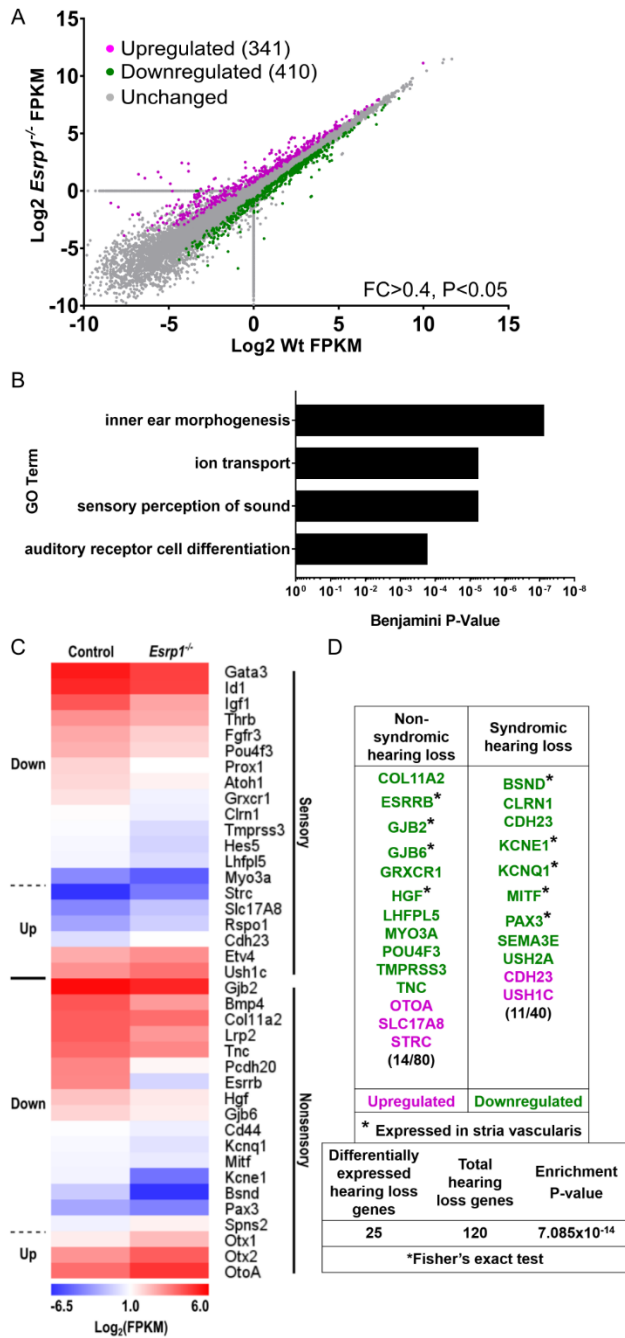 A
Upregulated (341)
Downregulated (410)
Unchanged
Log2 Esrp1-/- FPKM
15
10
5
0
-5
-10
-10 -5 0 5 10 15
FC>0.4, P<0.05
Log2 Wt FPKM
B
GO Term
inner ear morphogenesis
ion transport
sensory perception of sound
auditory receptor cell differentiation
10⁰ 10⁻¹ 10⁻² 10⁻³ 10⁻⁴ 10⁻⁵ 10⁻⁶ 10⁻⁷ 10⁻⁸
Benjamini P-Value
C
Control Esrp1-/-
Down
Up
Down
Up
Gata3
Id1
Igf1
Thrb
Fgfr3
Pou4f3
Prox1
Atoh1
Grxcr1
Clrn1
Tmprss3
Hes5
Lhfpl5
Myo3a
Strc
Slc17A8
Rspo1
Cdh23
Etv4
Ush1c
Gjb2
Bmp4
Col11a2
Lrp2
Tnc
Pcdh20
Esrrb
Hgf
Gjb6
Cd44
Kcnq1
Mitf
Kcne1
Bsnd
Pax3
Spns2
Otx1
Otx2
OtoA
Sensory
Nonsensory
-6.5 1.0 6.0
Log₂(FPKM)
D
Non-
syndromic
hearing loss
COL11A2
ESRRB*
GJB2*
GJB6*
GRXCR1
HGF*
LHFPL5
MYO3A
POU4F3
TMPRSS3
TNC
OTOA
SLC17A8
STRC
(14/80)
Syndromic
hearing loss
BSND*
CLRN1
CDH23
KCNE1*
KCNQ1*
MITF*
PAX3*
SEMA3E
USH2A
CDH23
USH1C
(11/40)
Upregulated Downregulated
* Expressed in stria vascularis
Differentially
expressed
hearing loss
genes
Total
hearing
loss genes
Enrichment
P-value
25 120 7.085x10⁻¹⁴
*Fisher's exact test